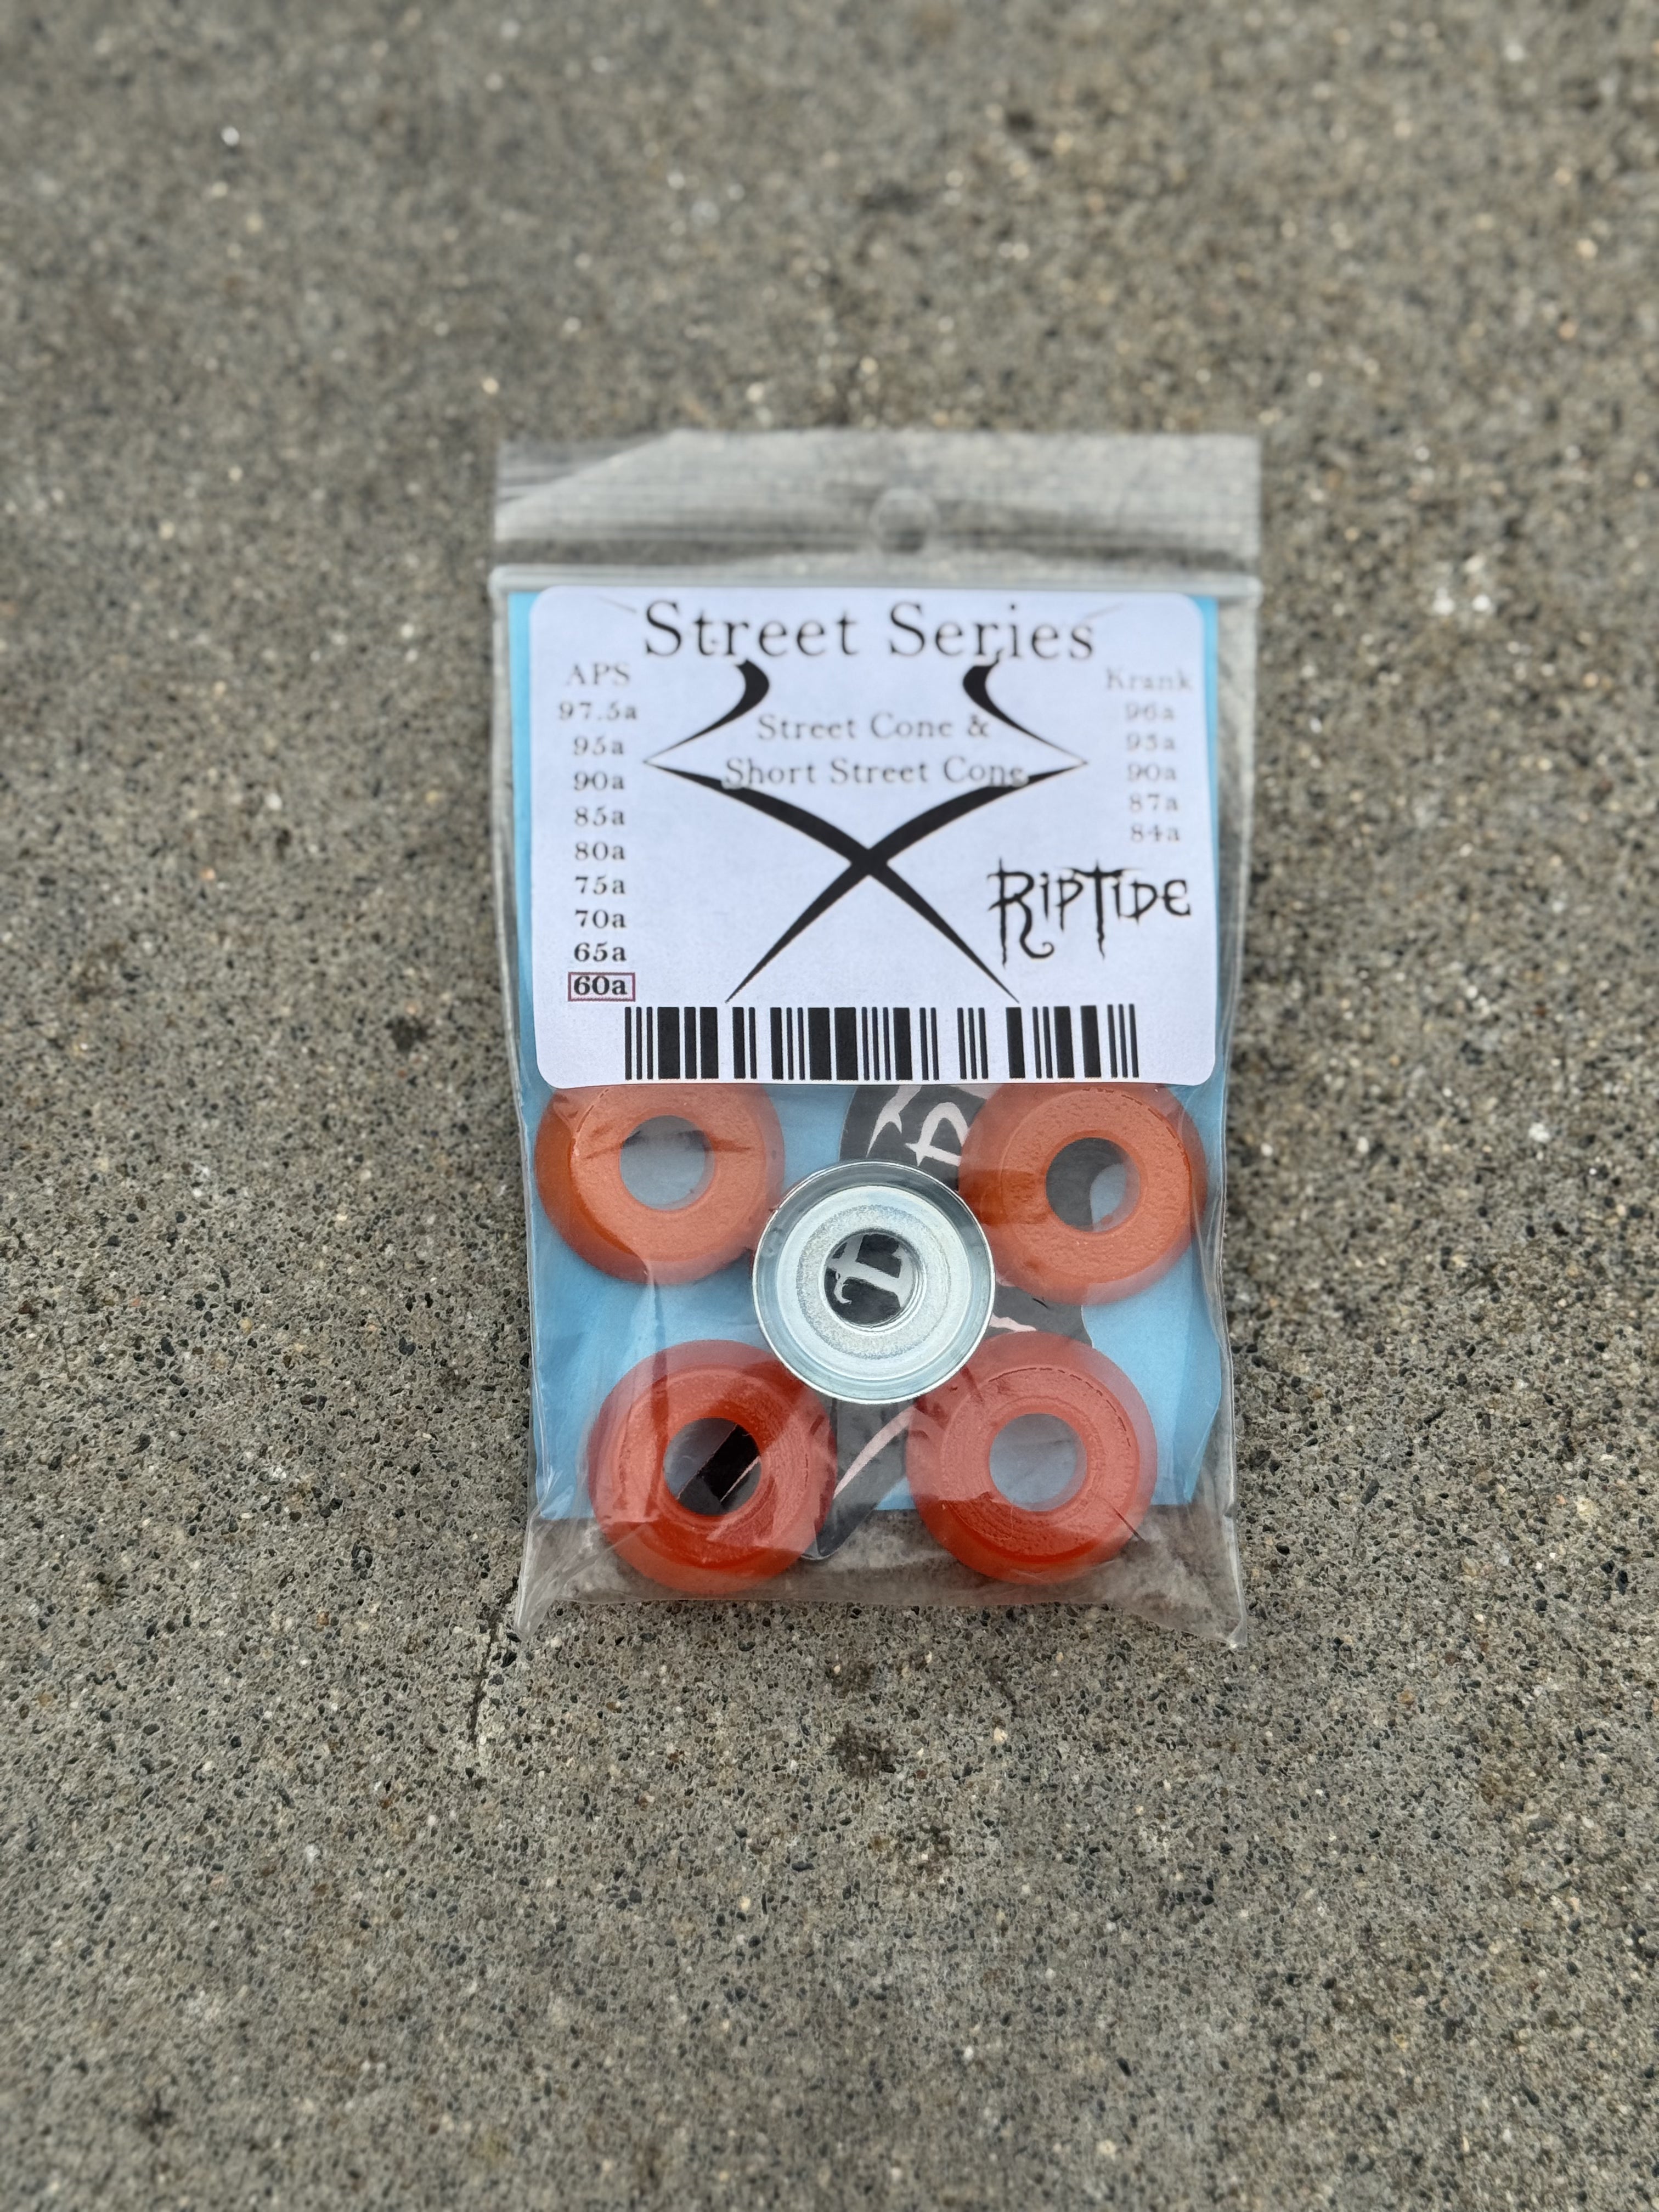 Street Series
APS
97.5a
95a
90a
85a
80a
75a
70a
65a
60a
Street Cone &
Short Street Cone
Krank
96a
93a
90a
87a
84a
RIPTIDE